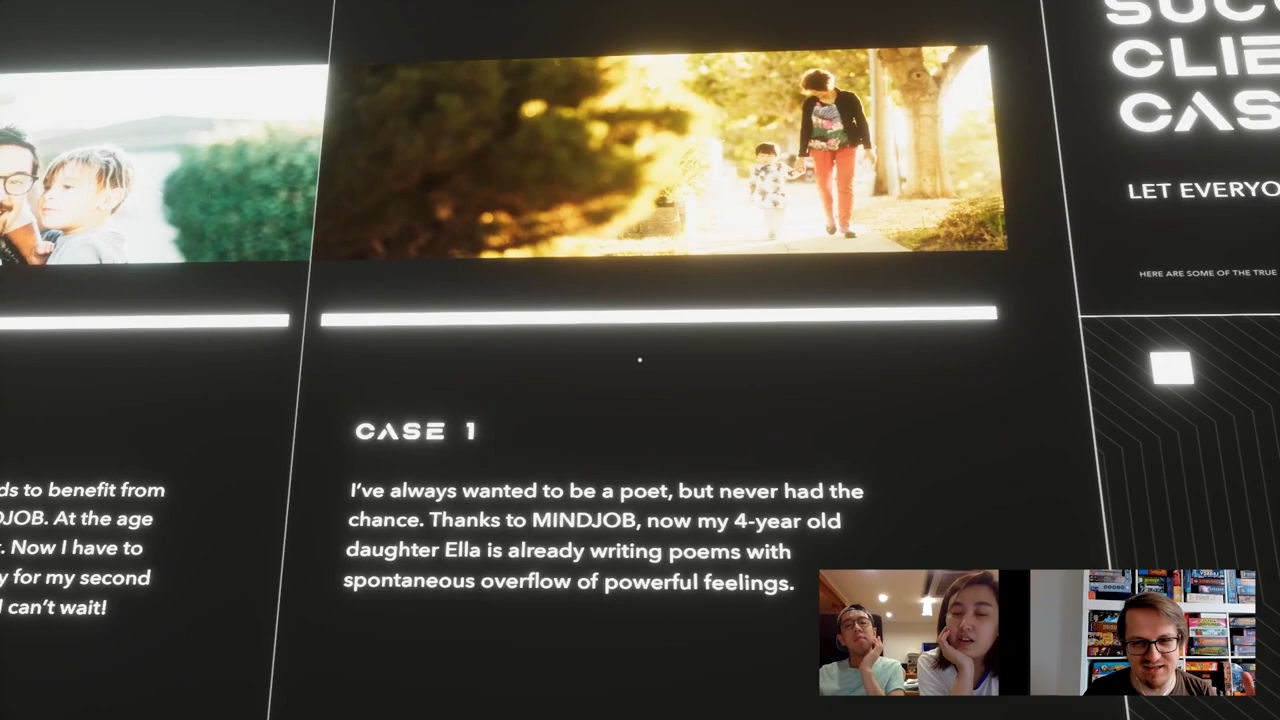 ds to benefit from
JOB. At the age
. Now I have to
y for my second
I can't wait!
CASE 1
I've always wanted to be a poet, but never had the
chance. Thanks to MINDJOB, now my 4-year old
daughter Ella is already writing poems with
spontaneous overflow of powerful feelings.
SUC
CLIE
CAS
LET EVERYO
HERE ARE SOME OF THE TRUE